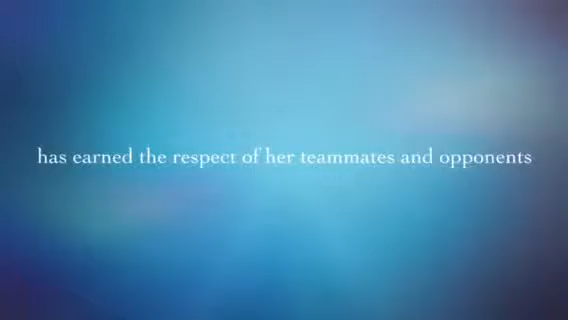 has earned the respect of her teammates and opponents